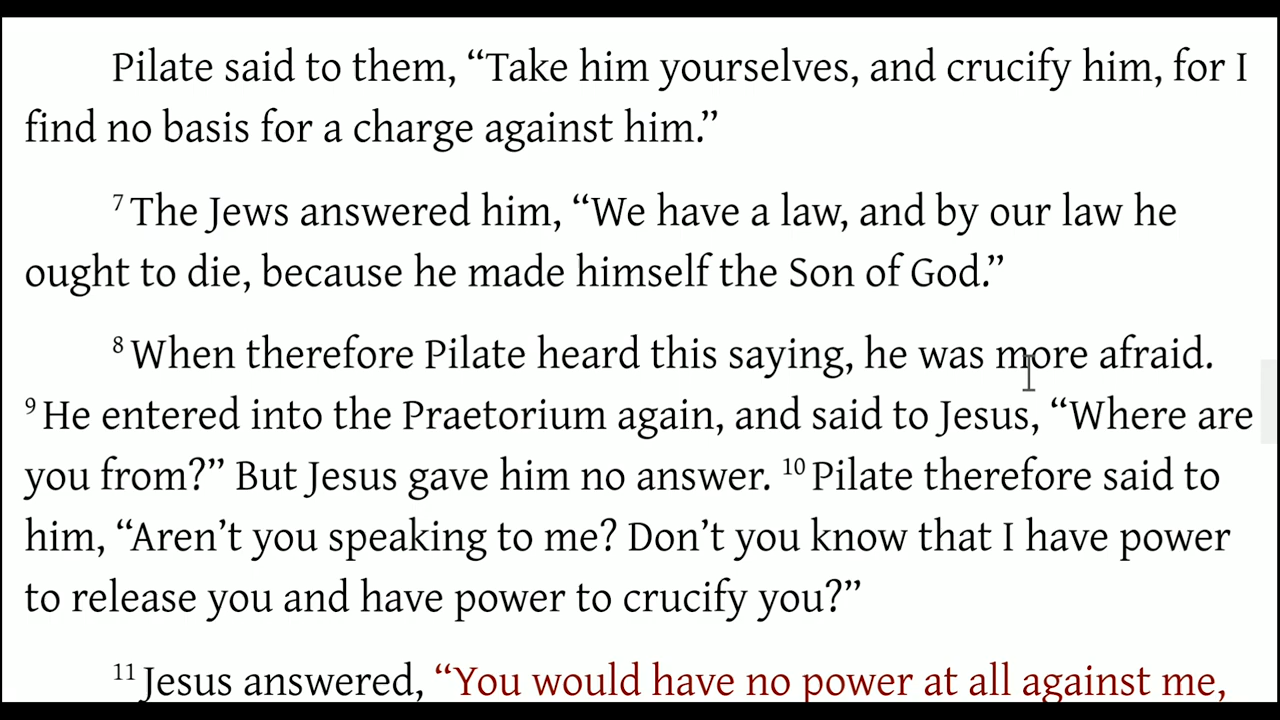 Pilate said to them, “Take him yourselves, and crucify him, for I
find no basis for a charge against him.”
7 The Jews answered him, “We have a law, and by our law he
ought to die, because he made himself the Son of God.”
8 When therefore Pilate heard this saying, he was more afraid.
9 He entered into the Praetorium again, and said to Jesus, “Where are
you from?” But Jesus gave him no answer. 10 Pilate therefore said to
him, “Aren’t you speaking to me? Don’t you know that I have power
to release you and have power to crucify you?”
11 Jesus answered, “You would have no power at all against me,